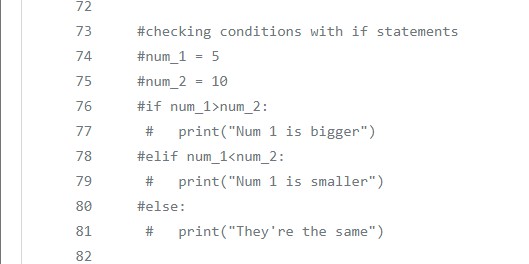 72
73 #checking conditions with if statements
74 #num_1 = 5
75 #num_2 = 10
76 #if num_1>num_2:
77 #   print("Num 1 is bigger")
78 #elif num_1<num_2:
79 #   print("Num 1 is smaller")
80 #else:
81 #   print("They're the same")
82